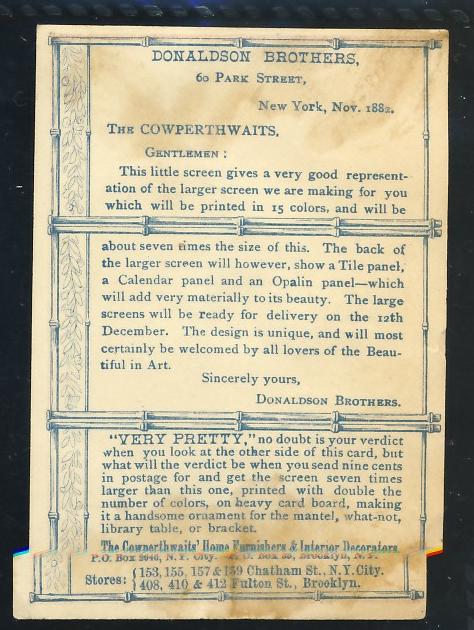 DONALDSON BROTHERS,
60 PARK STREET,
New York, Nov. 1882.
THE COWPERTHWAITS.
GENTLEMEN :
This little screen gives a very good represent-
ation of the larger screen we are making for you
which will be printed in 15 colors, and will be
about seven times the size of this. The back of
the larger screen will however, show a Tile panel,
a Calendar panel and an Opalin panel—which
will add very materially to its beauty. The large
screens will be ready for delivery on the 12th
December. The design is unique, and will most
certainly be welcomed by all lovers of the Beau-
tiful in Art.
Sincerely yours,
DONALDSON BROTHERS.
"VERY PRETTY," no doubt is your verdict
when you look at the other side of this card, but
what will the verdict be when you send nine cents
in postage for and get the screen seven times
larger than this one, printed with double the
number of colors, on heavy card board, making
it a handsome ornament for the mantel, what-not,
library table, or bracket.
The Cowperthwaits' Home Furnishers & Interior Decorators.
P.O. Box N.Y. City. Brooklyn, N.Y.
Stores: {153, 155, 157 & 159 Chatham St., N.Y. City.
408, 410 & 412 Fulton St., Brooklyn.